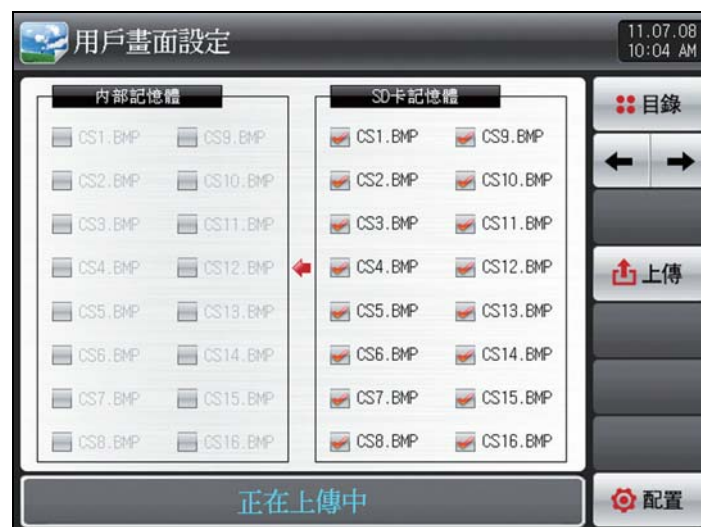 用戶畫面設定
11.07.08
10:04 AM
內部記憶體
CS1.BMP CS9.BMP
CS2.BMP CS10.BMP
CS3.BMP CS11.BMP
CS4.BMP CS12.BMP
CS5.BMP CS13.BMP
CS6.BMP CS14.BMP
CS7.BMP CS15.BMP
CS8.BMP CS16.BMP
SD卡記憶體
CS1.BMP CS9.BMP
CS2.BMP CS10.BMP
CS3.BMP CS11.BMP
CS4.BMP CS12.BMP
CS5.BMP CS13.BMP
CS6.BMP CS14.BMP
CS7.BMP CS15.BMP
CS8.BMP CS16.BMP
目錄
上傳
配置
正在上傳中